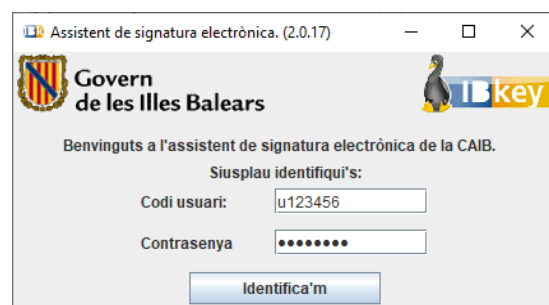 Assistent de signatura electrònica. (2.0.17)
Govern
de les Illes Balears
IBkey
Benvinguts a l'assistent de signatura electrònica de la CAIB.
Siusplau identifiqui's:
Codi usuari: u123456
Contrasenya ••••••••
Identifica'm